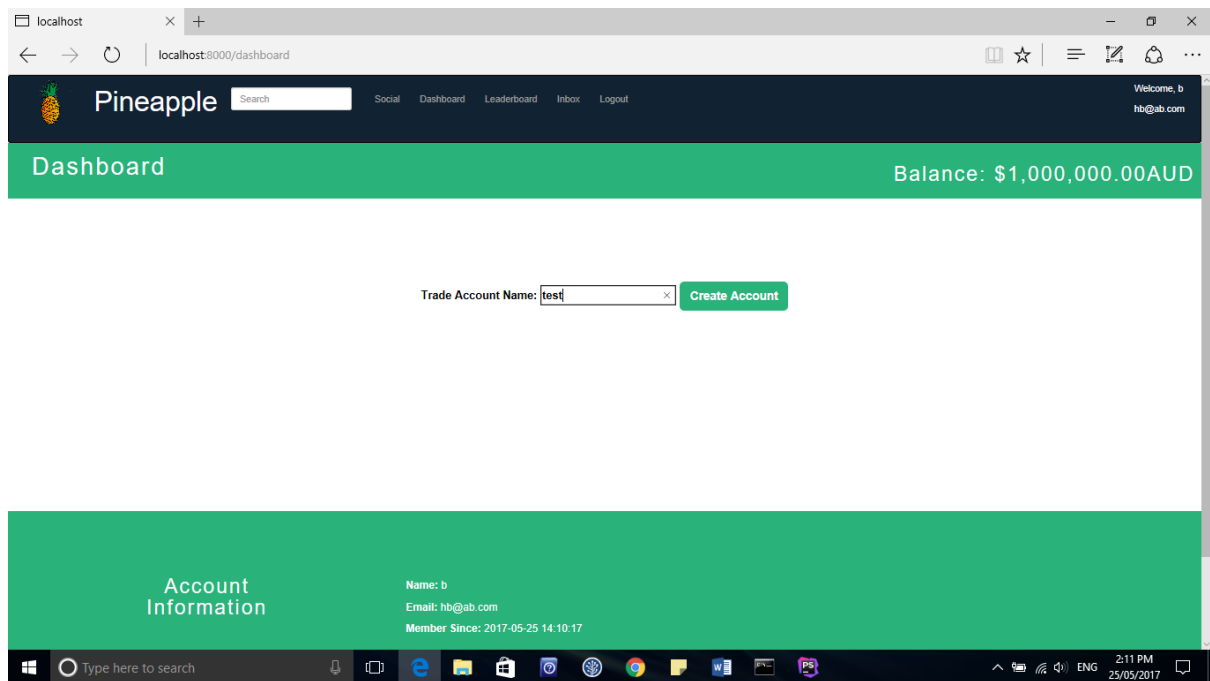 localhost
localhost:8000/dashboard
Pineapple
Search
Social Dashboard Leaderboard Inbox Logout
Welcome, b
hb@ab.com
Dashboard
Balance: $1,000,000.00AUD
Trade Account Name: test
Create Account
Account
Information
Name: b
Email: hb@ab.com
Member Since: 2017-05-25 14:10:17
Type here to search
ENG
2:11 PM
25/05/2017